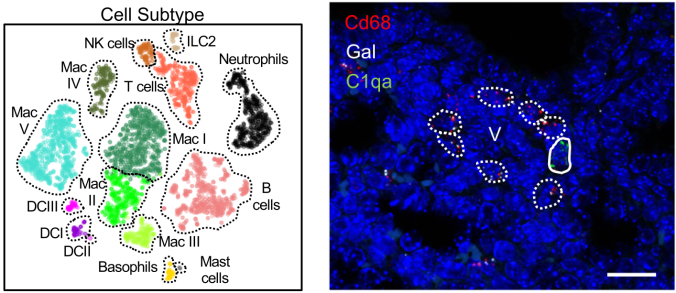 Cell Subtype
NK cells
ILC2
Neutrophils
Mac
IV
T cells
Mac
V
Mac I
Mac
II
B
cells
DCIII
DCI
DCII
Mac III
Basophils
Mast
cells
Cd68
Gal
C1qa
V